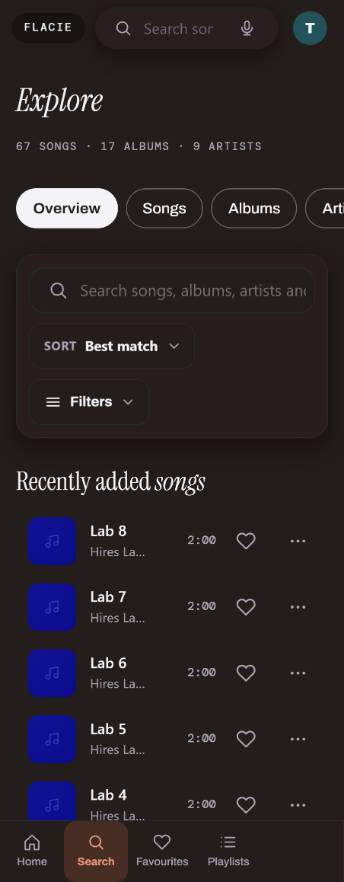 FLACIE
Search sor
T
Explore
67 SONGS · 17 ALBUMS · 9 ARTISTS
Overview
Songs
Albums
Arti
Search songs, albums, artists and
SORT Best match
Filters
Recently added songs
Lab 8
Hires La...
2:00
Lab 7
Hires La...
2:00
Lab 6
Hires La...
2:00
Lab 5
Hires La...
2:00
Lab 4
Hires La...
2:00
Home
Search
Favourites
Playlists